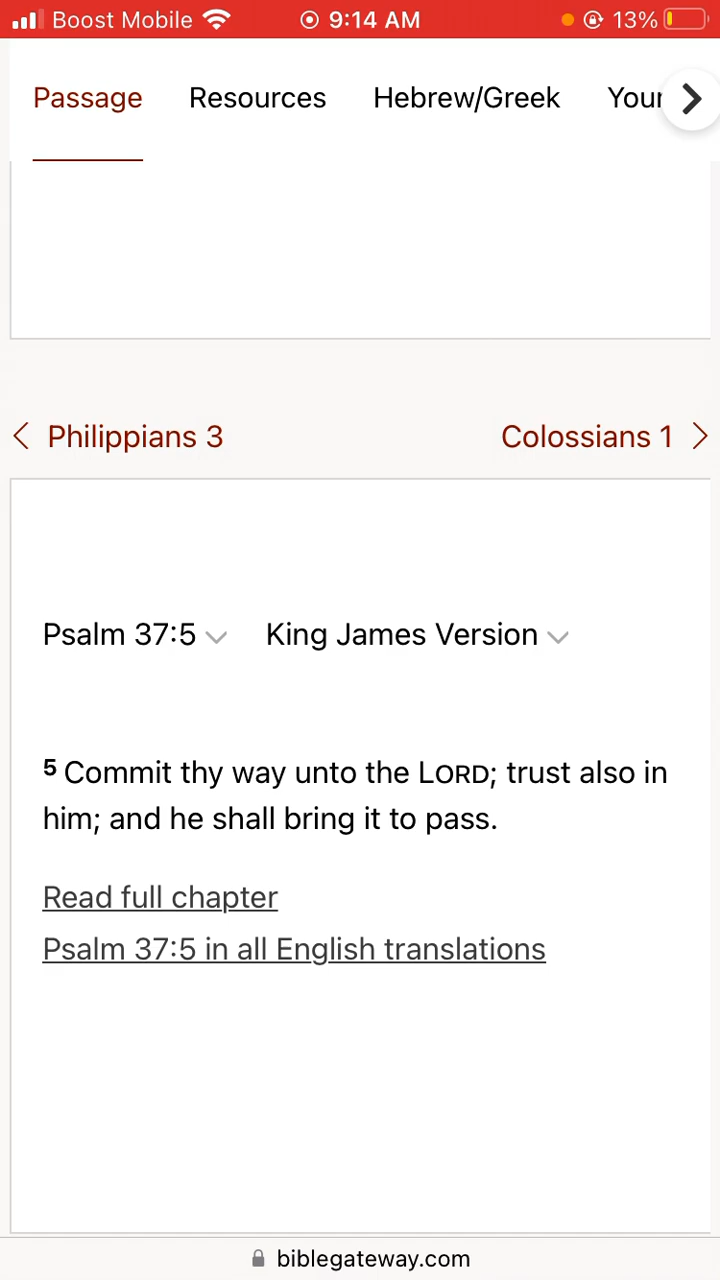 Boost Mobile 9:14 AM 13%
Passage Resources Hebrew/Greek
Philippians 3 Colossians 1
Psalm 37:5 King James Version
5 Commit thy way unto the LORD; trust also in
him; and he shall bring it to pass.
Read full chapter
Psalm 37:5 in all English translations
biblegateway.com